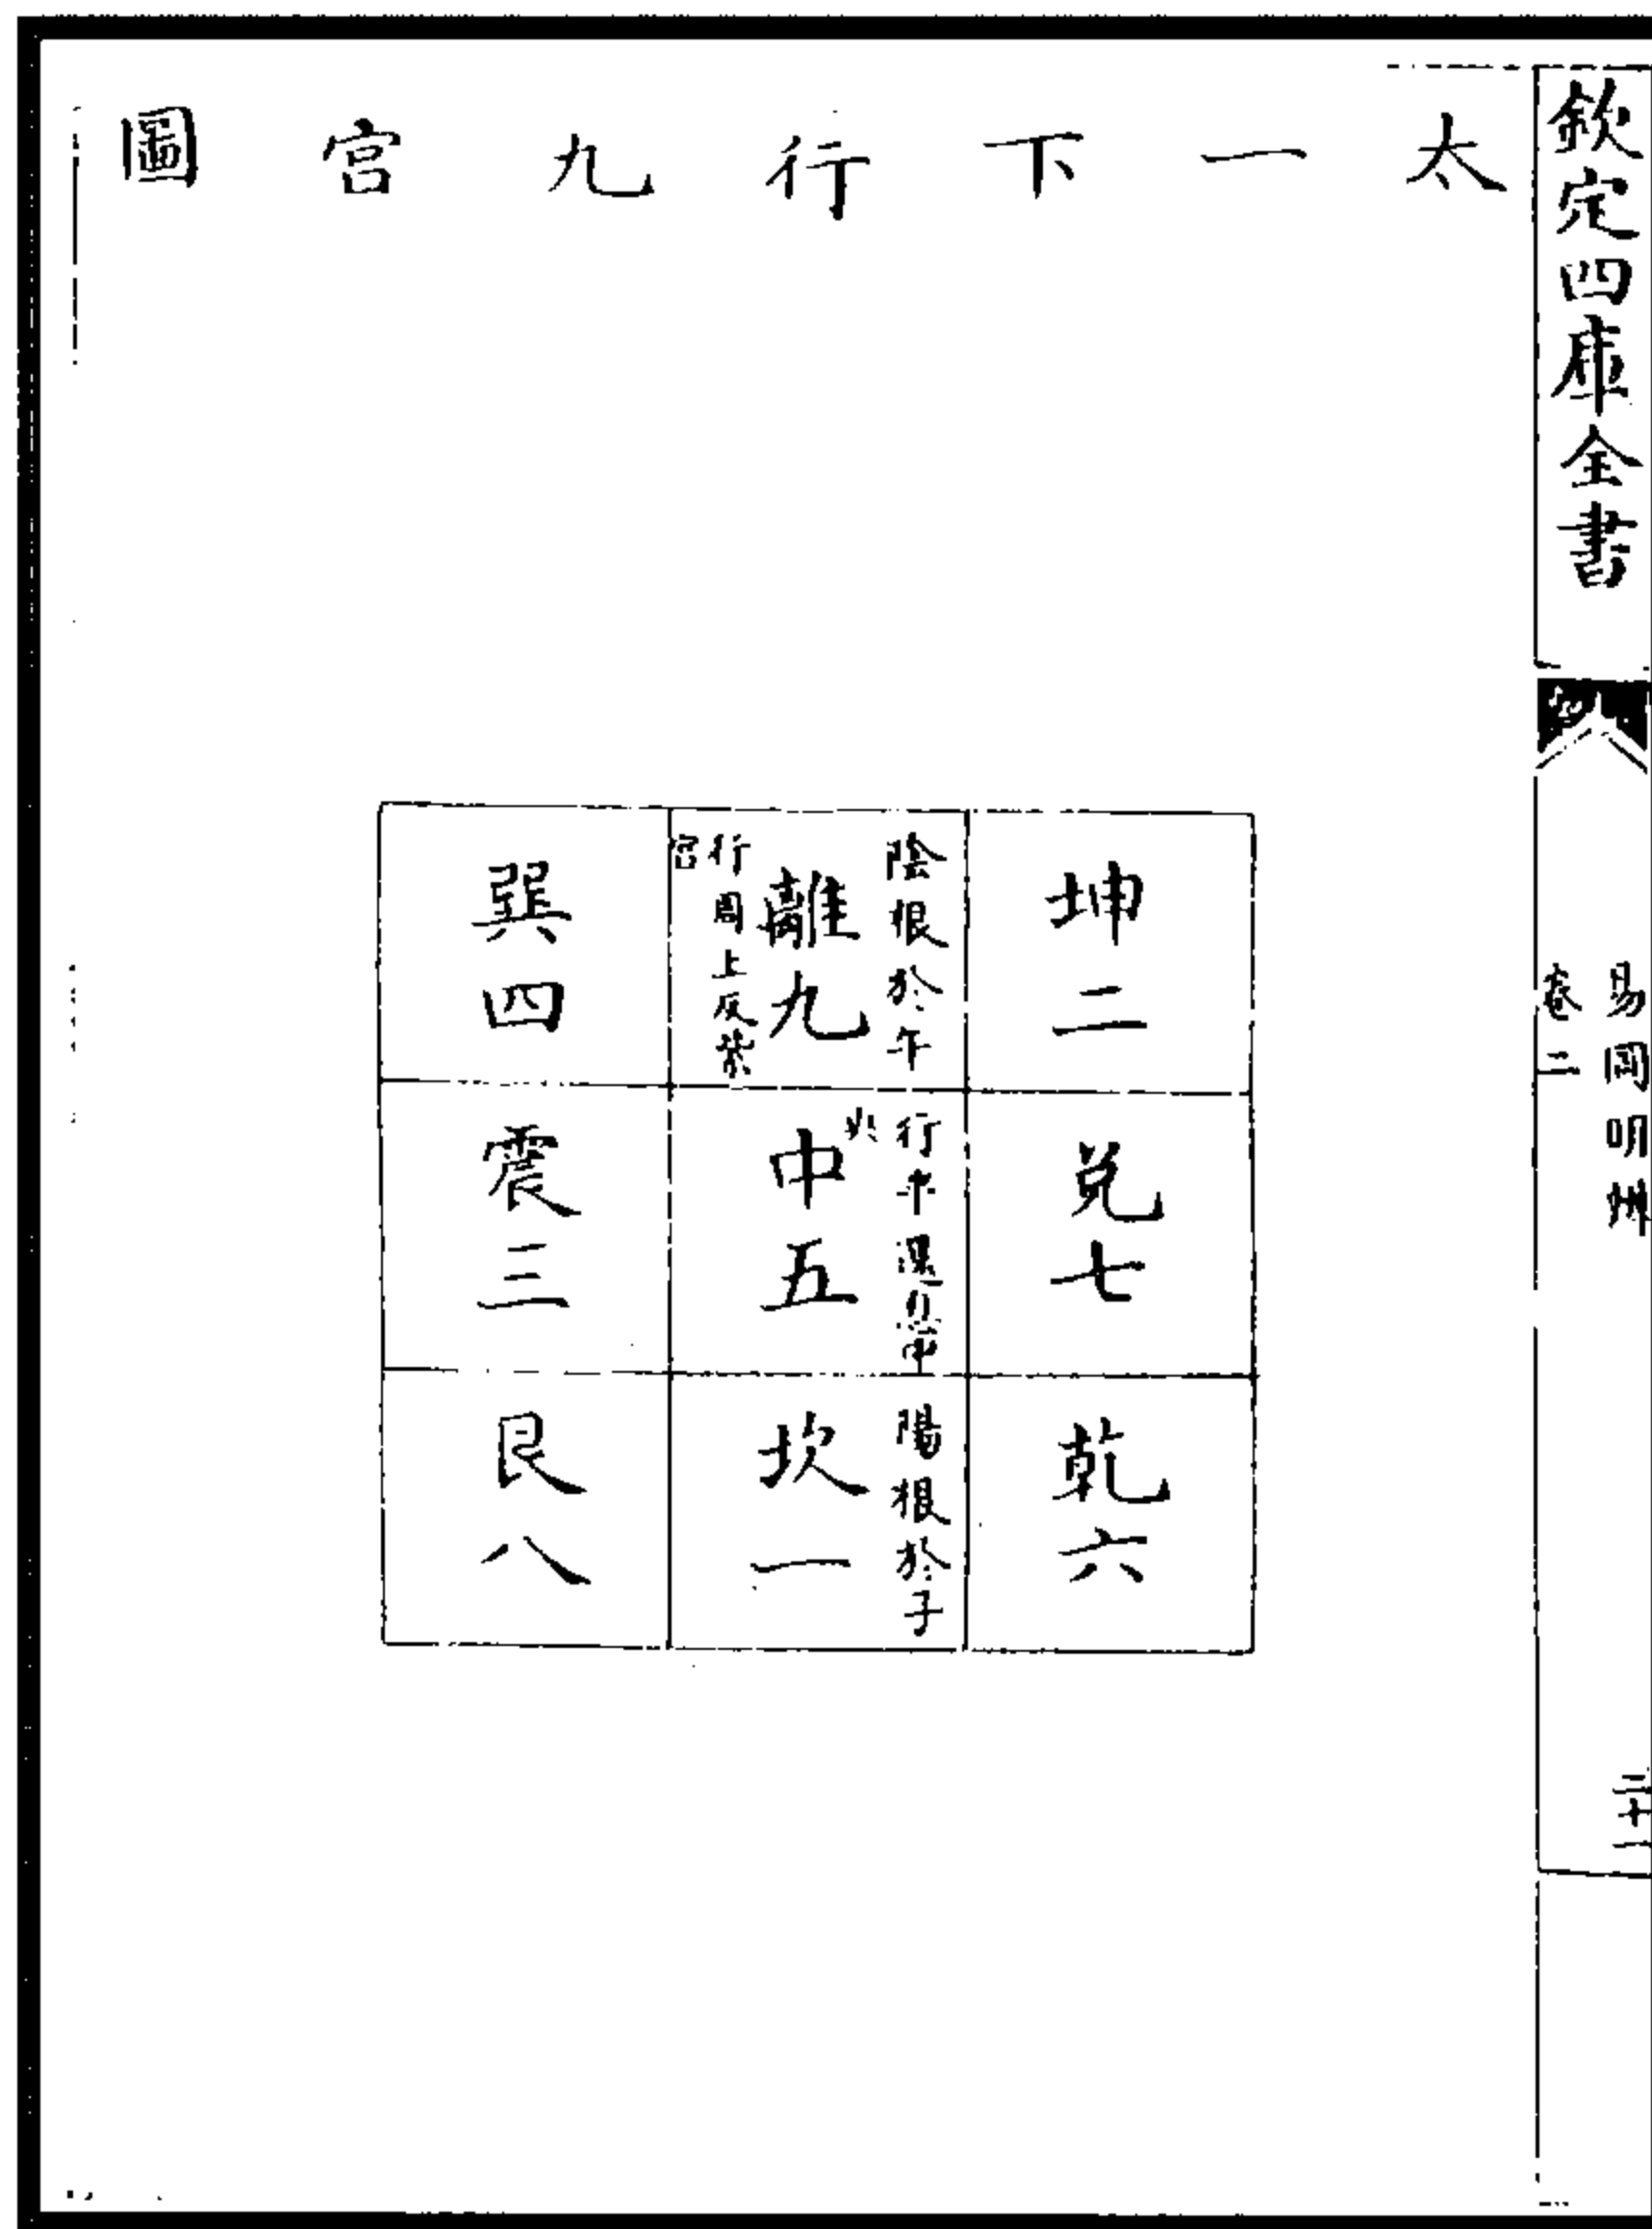 欽定四庫全書
易圖明辨
卷二
太一下行九宮圖
坤二
兌七
乾六
陰根於午
離九
行周上反紫
宮
行半還息於中
央
中五
陽根於子
坎一
巽四
震三
艮八